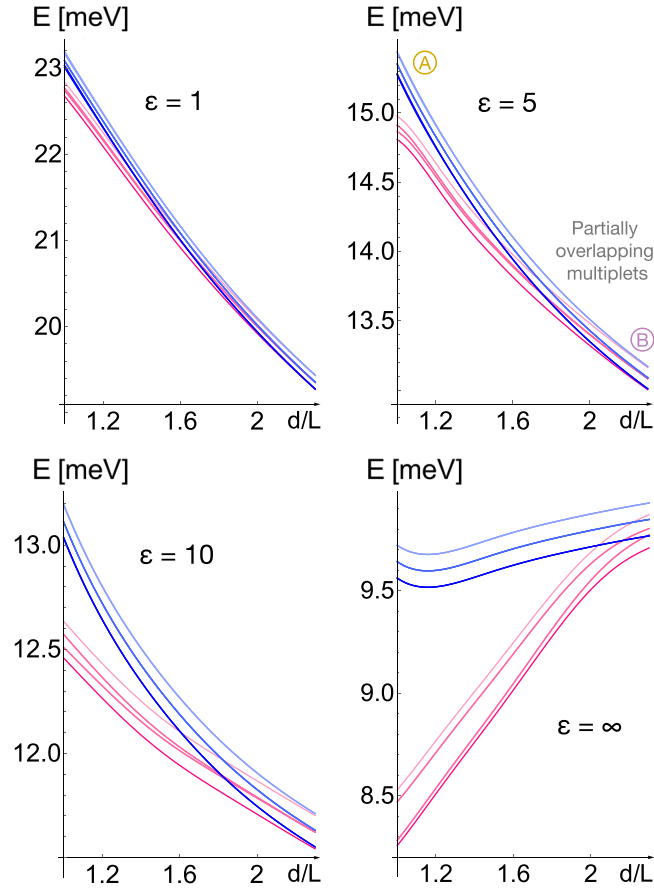 E [meV]
E [meV]
23
22
21
20
ε = 1
1.2
1.6
2
d/L
15.0
14.5
14.0
13.5
A
ε = 5
Partially
overlapping
multiplets
B
1.2
1.6
2
d/L
E [meV]
E [meV]
13.0
12.5
12.0
ε = 10
1.2
1.6
2
d/L
9.5
9.0
8.5
ε = ∞
1.2
1.6
2
d/L